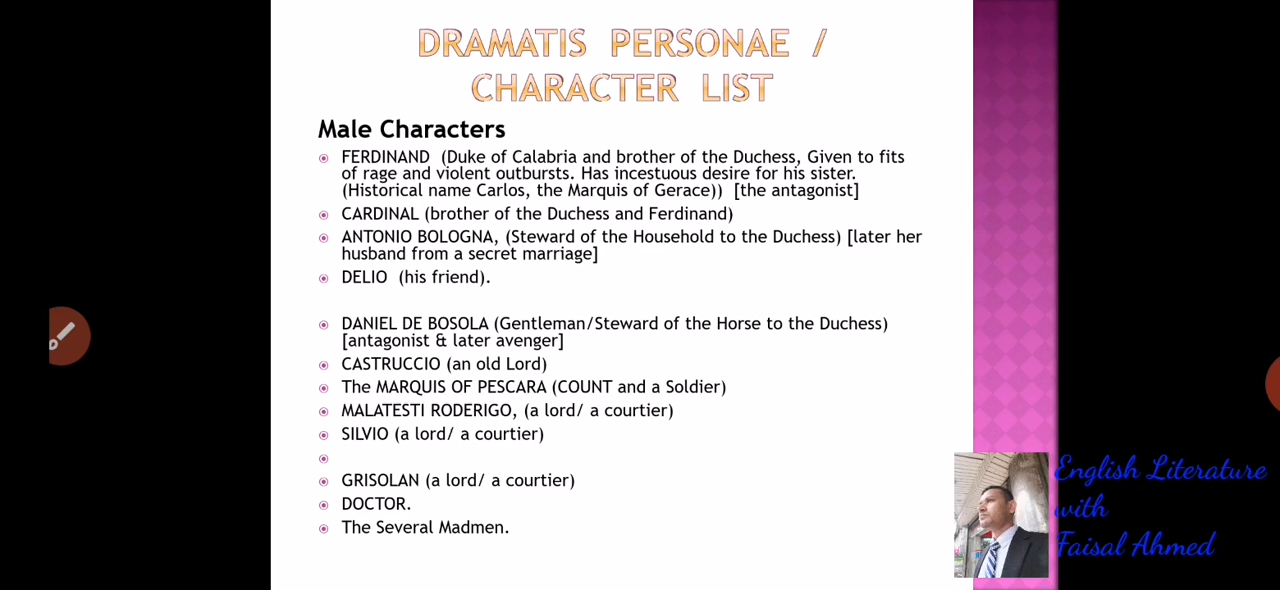 DRAMATIS PERSONAE /
CHARACTER LIST
Male Characters
FERDINAND (Duke of Calabria and brother of the Duchess, Given to fits
of rage and violent outbursts. Has incestuous desire for his sister.
(Historical name Carlos, the Marquis of Gerace)) [the antagonist]
CARDINAL (brother of the Duchess and Ferdinand)
ANTONIO BOLOGNA, (Steward of the Household to the Duchess) [later her
husband from a secret marriage]
DELIO (his friend).
DANIEL DE BOSOLA (Gentleman/Steward of the Horse to the Duchess)
[antagonist & later avenger]
CASTRUCCIO (an old Lord)
The MARQUIS OF PESCARA (COUNT and a Soldier)
MALATESTI RODERIGO, (a lord/ a courtier)
SILVIO (a lord/ a courtier)
GRISOLAN (a lord/ a courtier)
DOCTOR.
The Several Madmen.
English Literature
with
Faisal Ahmed